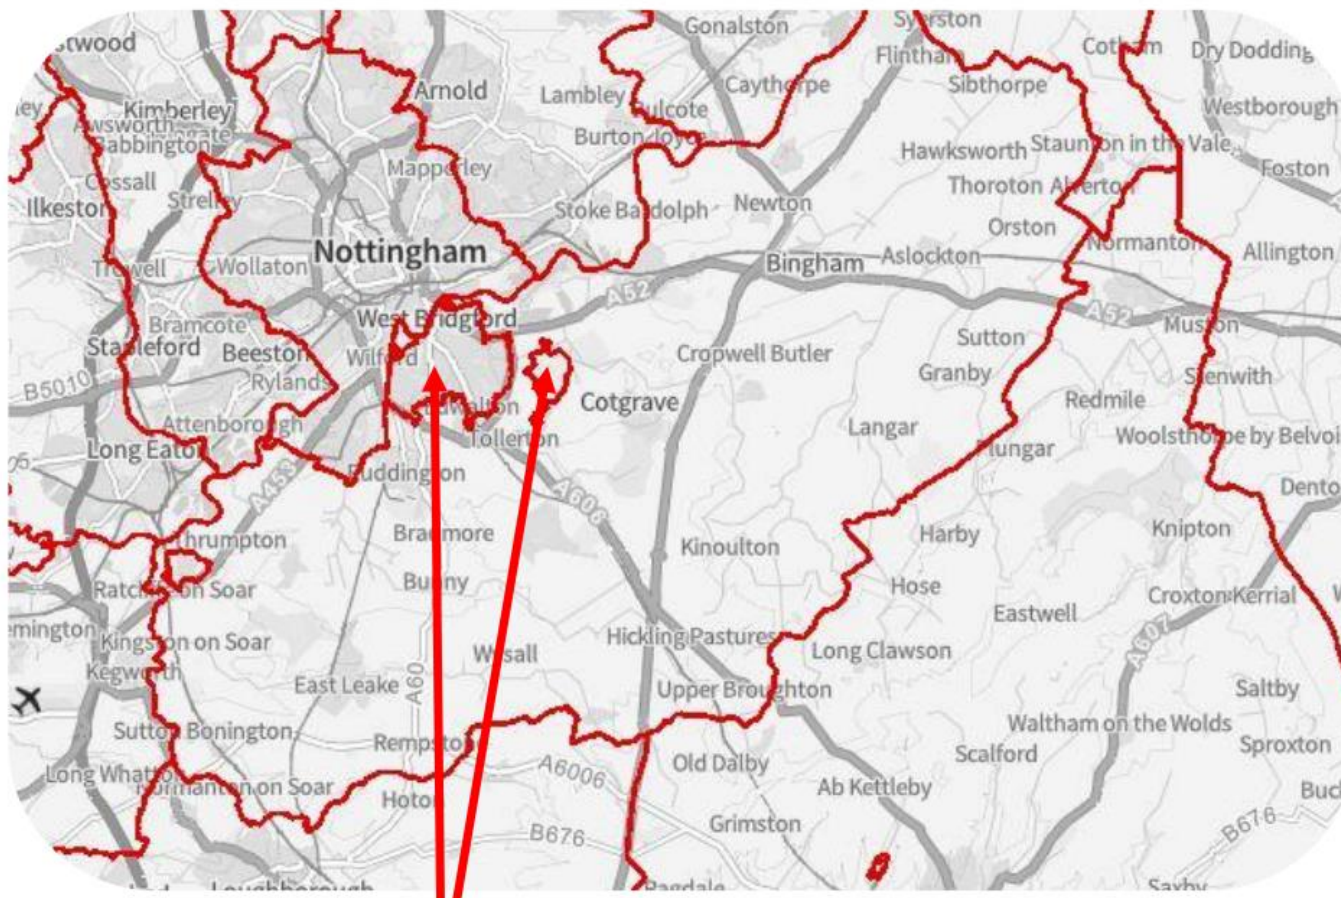 Gonalston
Syerston
stwood
Flintham
Cotham
Dry Dodding
Arnold
Lambley
Caythorpe
Sibthorpe
Kimberley
Bulcote
Westborough
Awsworth
Babbington
Burton Joyce
Hawksworth
Staunton in the Vale
Mapperley
Foston
Cossall
Thoroton
Alverton
Ilkeston
Strelley
Stoke Bardolph
Newton
Orston
Nottingham
Normanton
Allington
Trowell
Wollaton
Bingham
Aslockton
A52
West Bridgford
A52
Muston
Bramcote
Stapleford
Beeston
Wilford
Sutton
Cropwell Butler
B5010
Rylands
Granby
Stenwith
Edwalton
Cotgrave
Redmile
Attenborough
Langar
Tollerton
Plungar
Woolsthorpe by Belvoi
Long Eaton
Ruddington
A453
A606
Dento
Thrumpton
Bradmore
Harby
Knipton
Kinoulton
Ratcliffe on Soar
Bunny
Hose
Eastwell
Croxton Kerrial
emington
Kingston on Soar
Hickling Pastures
Long Clawson
A607
Kegworth
Wysall
East Leake
A60
Upper Broughton
Saltby
Sutton Bonington
Waltham on the Wolds
Rempstone
Scalford
Sproxton
Long Whatton
Normanton on Soar
A6006
Old Dalby
Hoton
Ab Kettleby
Buck
B676
Grimston
B676
Loughborough
Ragdale
Saxby